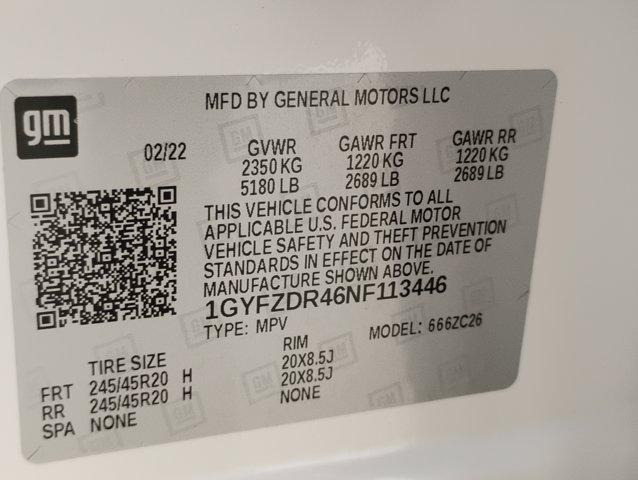 gm
MFD BY GENERAL MOTORS LLC
02/22
GVWR GAWR FRT GAWR RR
2350 KG 1220 KG 1220 KG
5180 LB 2689 LB 2689 LB
THIS VEHICLE CONFORMS TO ALL
APPLICABLE U.S. FEDERAL MOTOR
VEHICLE SAFETY AND THEFT PREVENTION
STANDARDS IN EFFECT ON THE DATE OF
MANUFACTURE SHOWN ABOVE.
1GYFZDR46NF113446
TYPE: MPV MODEL: 666ZC26
TIRE SIZE RIM
FRT 245/45R20 H 20X8.5J
RR 245/45R20 H 20X8.5J
SPA NONE NONE